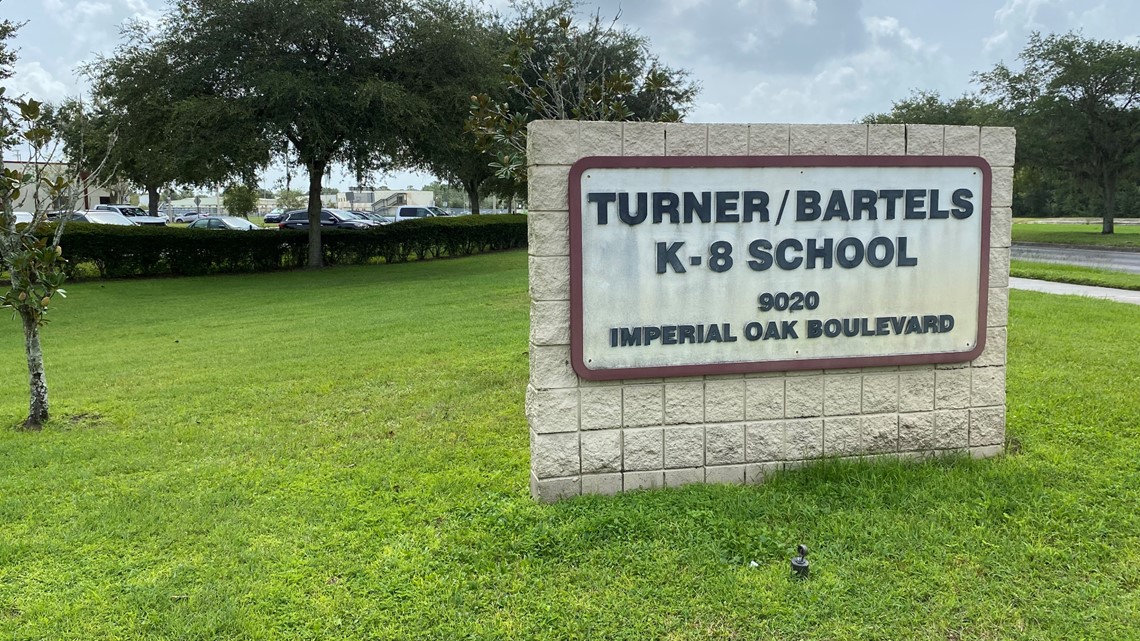 TURNER/BARTELS
K-8 SCHOOL
9020
IMPERIAL OAK BOULEVARD